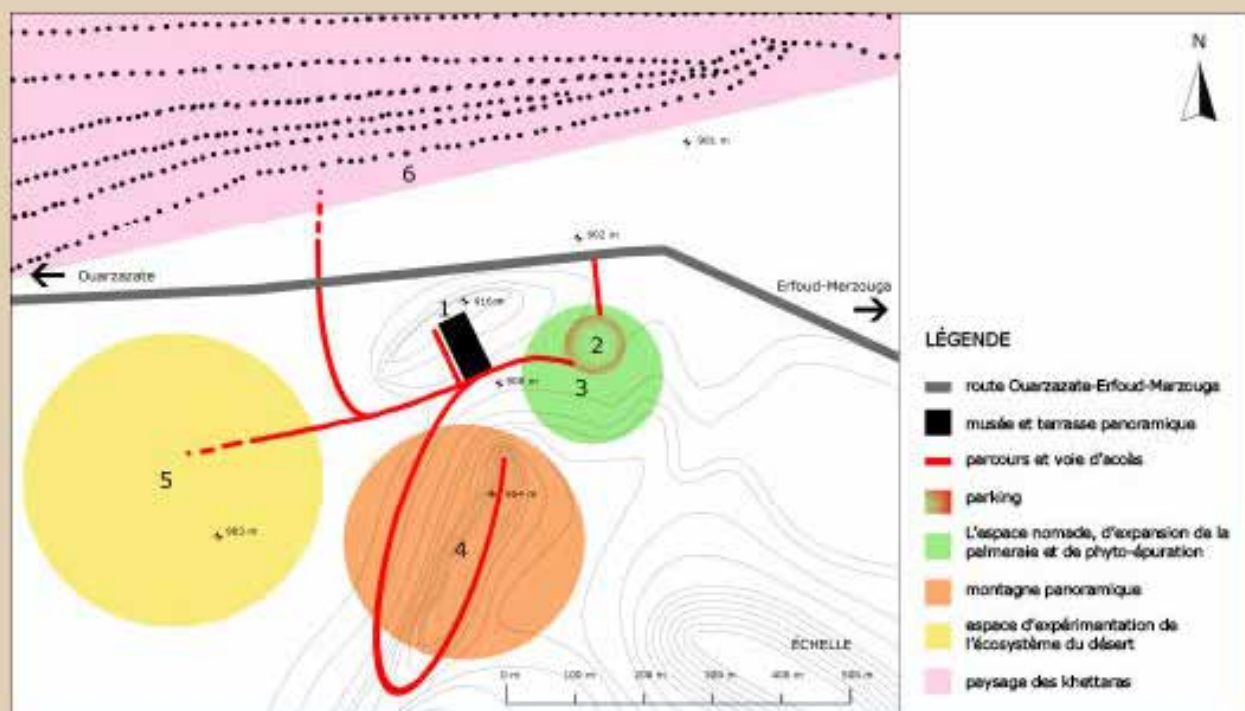 N
901 m
6
902 m
Ouarzazate
Erfoud-Merzouga
1
916m
2
908 m
3
5
4
903 m
ÉCHELLE
0 m 100 m 200 m 300 m 400 m 500 m
LÉGENDE
route Ouarzazate-Erfoud-Merzouga
musée et terrasse panoramique
parcours et voie d'accès
parking
L'espace nomade, d'expansion de la
palmeraie et de phyto-épuration
montagne panoramique
espace d'expérimentation de
l'écosystème du désert
paysage des khettaras